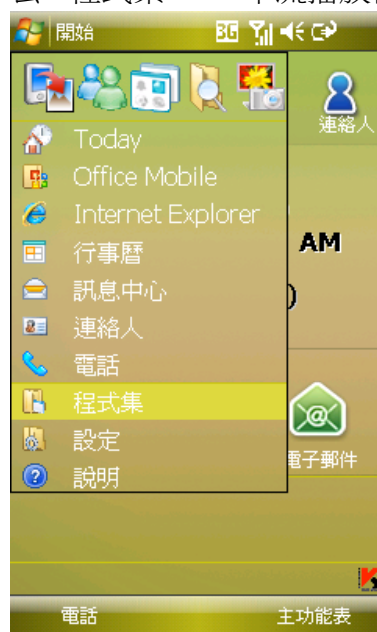 開始 3G
連絡人
Today
Office Mobile
Internet Explorer
行事曆
AM
訊息中心
)
連絡人
電話
程式集
設定
電子郵件
說明
電話 主功能表